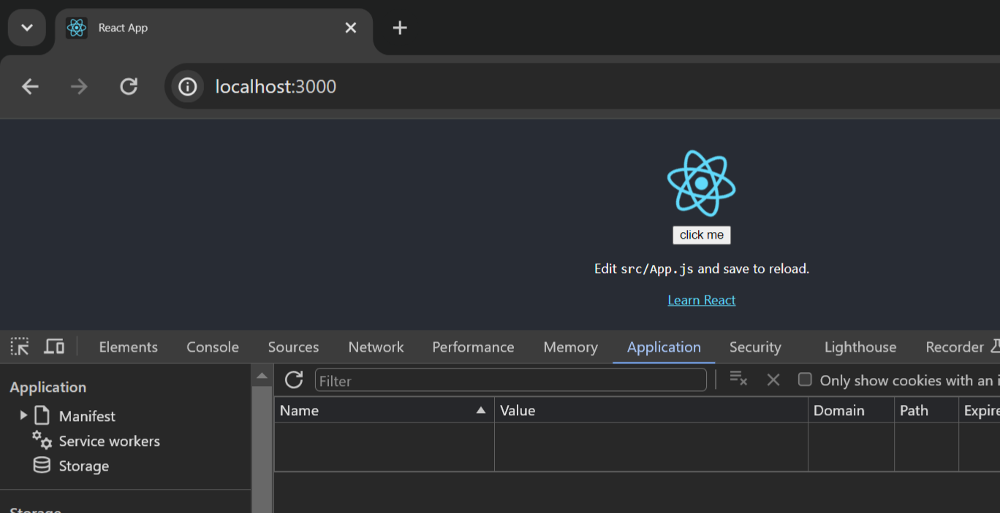 React App
localhost:3000
click me
Edit src/App.js and save to reload.
Learn React
Elements Console Sources Network Performance Memory Application Security Lighthouse Recorder
Application
Manifest
Service workers
Storage
Filter
Only show cookies with an i
Name Value Domain Path Expire
Storage